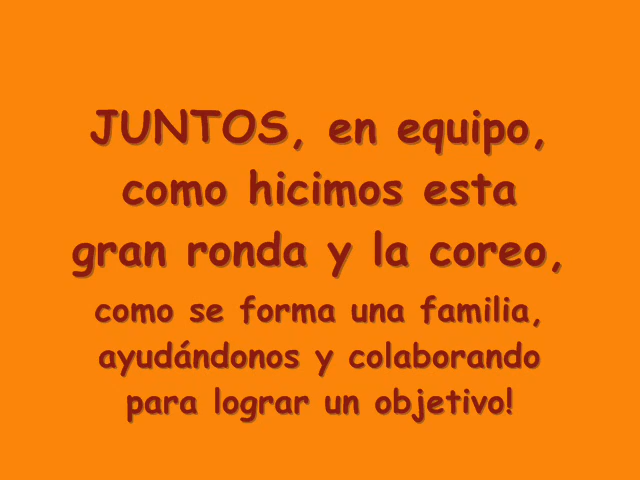 JUNTOS, en equipo,
como hicimos esta
gran ronda y la coreo,
como se forma una familia,
ayudándonos y colaborando
para lograr un objetivo!